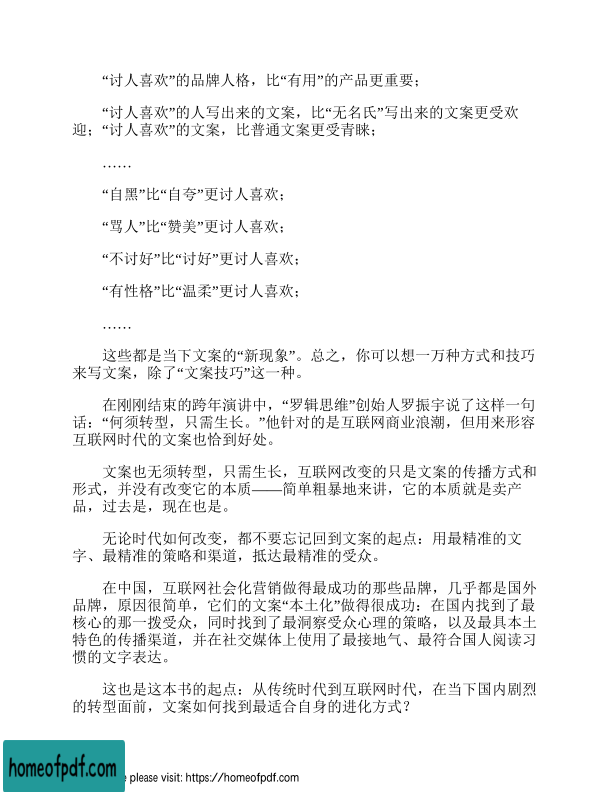 “讨人喜欢”的品牌人格，比“有用”的产品更重要；
“讨人喜欢”的人写出来的文案，比“无名氏”写出来的文案更受欢
迎；“讨人喜欢”的文案，比普通文案更受青睐；
……
“自黑”比“自夸”更讨人喜欢；
“骂人”比“赞美”更讨人喜欢；
“不讨好”比“讨好”更讨人喜欢；
“有性格”比“温柔”更讨人喜欢；
……
这些都是当下文案的“新现象”。总之，你可以想一万种方式和技巧
来写文案，除了“文案技巧”这一种。
在刚刚结束的跨年演讲中，“罗辑思维”创始人罗振宇说了这样一句
话：“何须转型，只需生长。”他针对的是互联网商业浪潮，但用来形容
互联网时代的文案也恰到好处。
文案也无须转型，只需生长，互联网改变的只是文案的传播方式和
形式，并没有改变它的本质——简单粗暴地来讲，它的本质就是卖产
品，过去是，现在也是。
无论时代如何改变，都不要忘记回到文案的起点：用最精准的文
字、最精准的策略和渠道，抵达最精准的受众。
在中国，互联网社会化营销做得最成功的那些品牌，几乎都是国外
品牌，原因很简单，它们的文案“本土化”做得很成功：在国内找到了最
核心的那一拨受众，同时找到了最洞察受众心理的策略，以及最具本土
特色的传播渠道，并在社交媒体上使用了最接地气、最符合国人阅读习
惯的文字表达。
这也是这本书的起点：从传统时代到互联网时代，在当下国内剧烈
的转型面前，文案如何找到最适合自身的进化方式？
homeofpdf.com
e please visit: https://homeofpdf.com